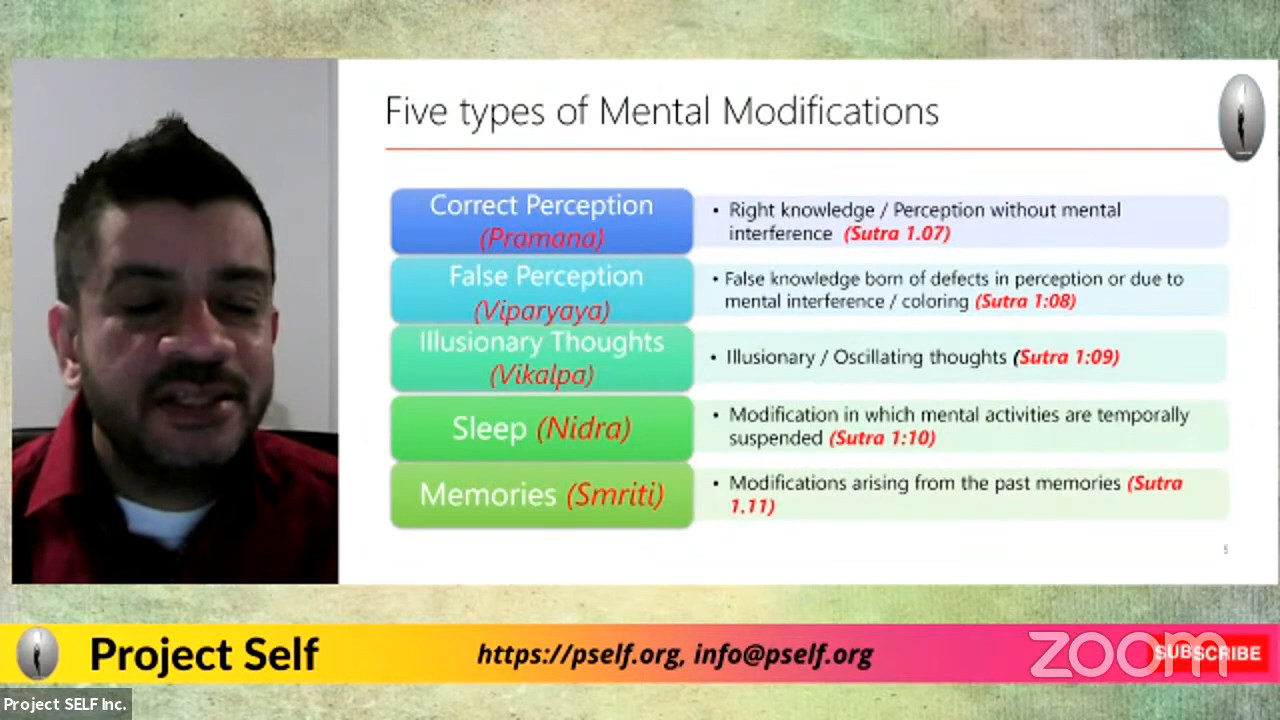 Five types of Mental Modifications
Correct Perception
(Pramana)
• Right knowledge / Perception without mental
interference (Sutra 1.07)
False Perception
(Viparyaya)
• False knowledge born of defects in perception or due to
mental interference / coloring (Sutra 1:08)
Illusionary Thoughts
(Vikalpa)
• Illusionary / Oscillating thoughts (Sutra 1:09)
Sleep (Nidra)
• Modification in which mental activities are temporally
suspended (Sutra 1:10)
Memories (Smriti)
• Modifications arising from the past memories (Sutra
1.11)
5
Project Self
https://pself.org, info@pself.org
zoom
SUBSCRIBE
Project SELF Inc.